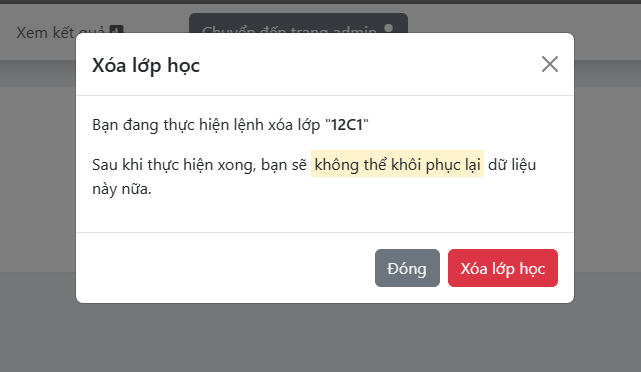 Xem kết quả
Chuyển đến trang admin
Xóa lớp học
Bạn đang thực hiện lệnh xóa lớp "12C1"
Sau khi thực hiện xong, bạn sẽ không thể khôi phục lại dữ liệu
này nữa.
Đóng
Xóa lớp học